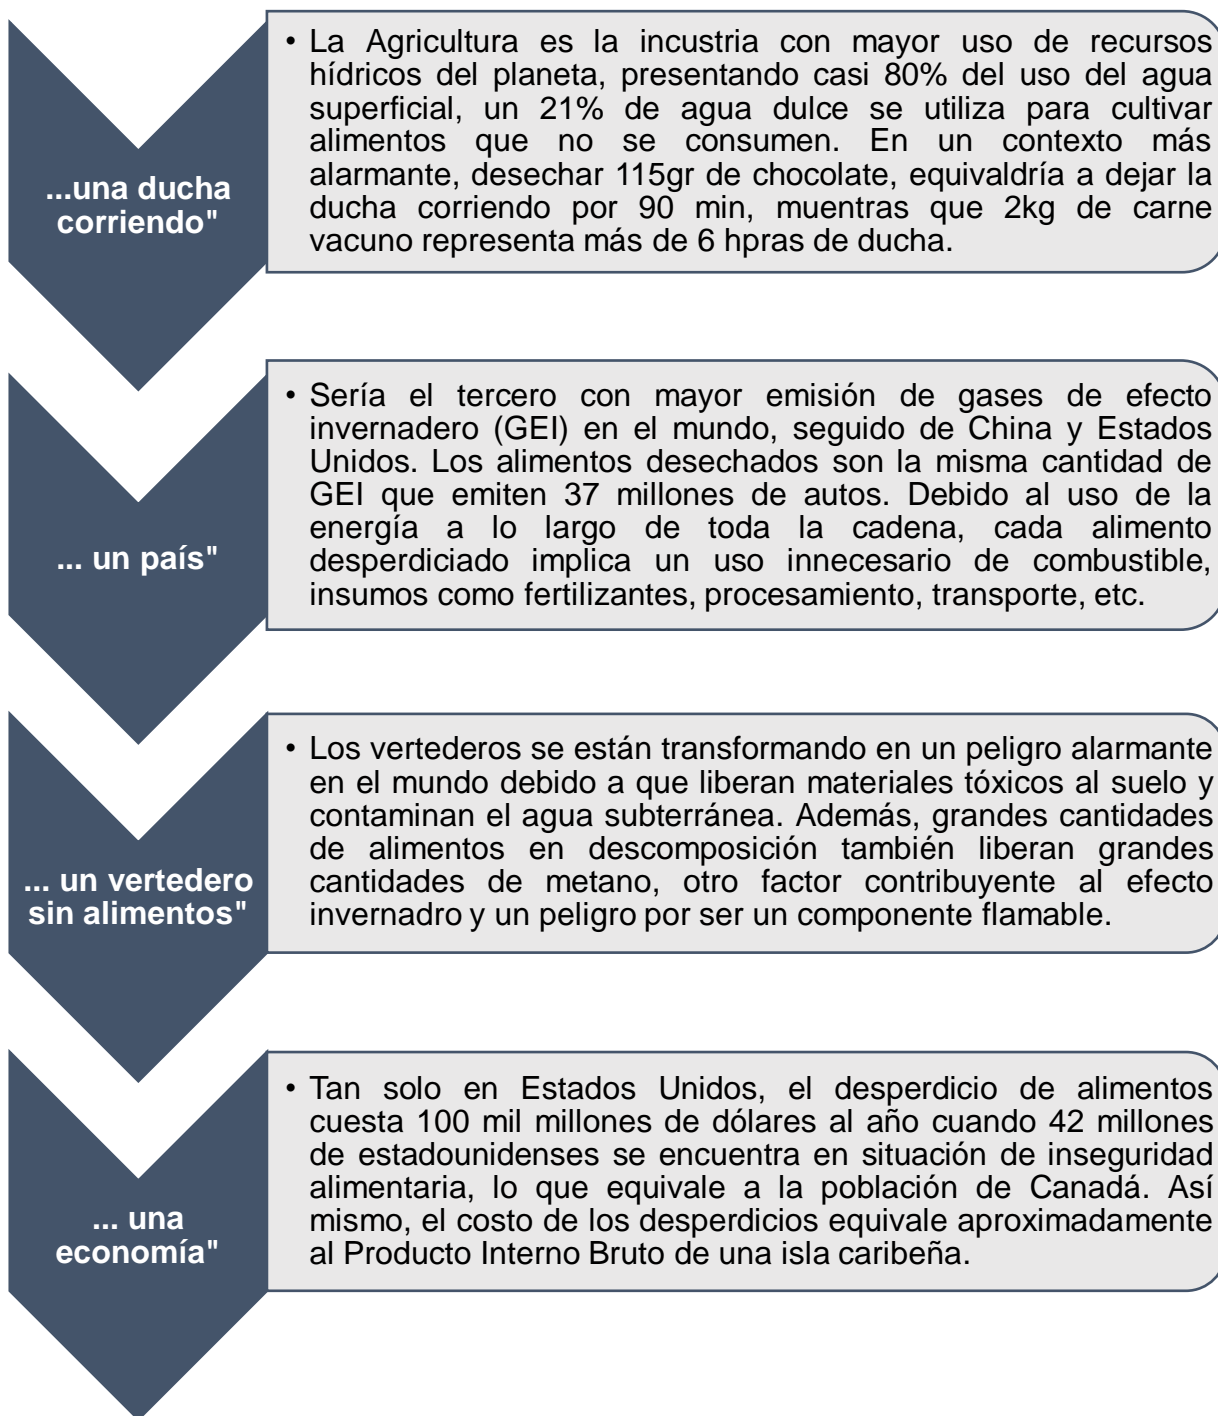 ...una ducha
corriendo"
• La Agricultura es la incustria con mayor uso de recursos
hídricos del planeta, presentando casi 80% del uso del agua
superficial, un 21% de agua dulce se utiliza para cultivar
alimentos que no se consumen. En un contexto más
alarmante, desechar 115gr de chocolate, equivaldría a dejar la
ducha corriendo por 90 min, muentras que 2kg de carne
vacuno representa más de 6 hpras de ducha.
... un país"
• Sería el tercero con mayor emisión de gases de efecto
invernadero (GEI) en el mundo, seguido de China y Estados
Unidos. Los alimentos desechados son la misma cantidad de
GEI que emiten 37 millones de autos. Debido al uso de la
energía a lo largo de toda la cadena, cada alimento
desperdiciado implica un uso innecesario de combustible,
insumos como fertilizantes, procesamiento, transporte, etc.
... un vertedero
sin alimentos"
• Los vertederos se están transformando en un peligro alarmante
en el mundo debido a que liberan materiales tóxicos al suelo y
contaminan el agua subterránea. Además, grandes cantidades
de alimentos en descomposición también liberan grandes
cantidades de metano, otro factor contribuyente al efecto
invernadro y un peligro por ser un componente flamable.
... una
economía"
• Tan solo en Estados Unidos, el desperdicio de alimentos
cuesta 100 mil millones de dólares al año cuando 42 millones
de estadounidenses se encuentra en situación de inseguridad
alimentaria, lo que equivale a la población de Canadá. Así
mismo, el costo de los desperdicios equivale aproximadamente
al Producto Interno Bruto de una isla caribeña.